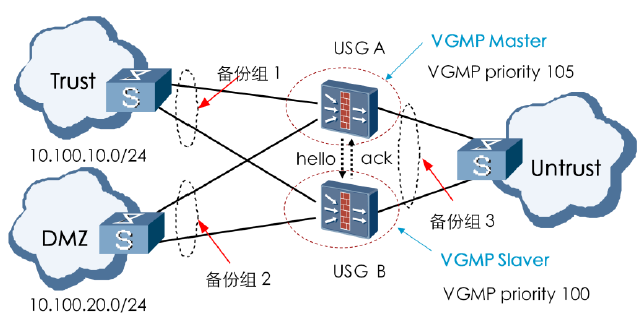 USG A
VGMP Master
VGMP priority 105
Trust
备份组 1
S
10.100.10.0/24
hello
ack
S
Untrust
备份组 3
DMZ
S
备份组 2
USG B
VGMP Slaver
VGMP priority 100
10.100.20.0/24